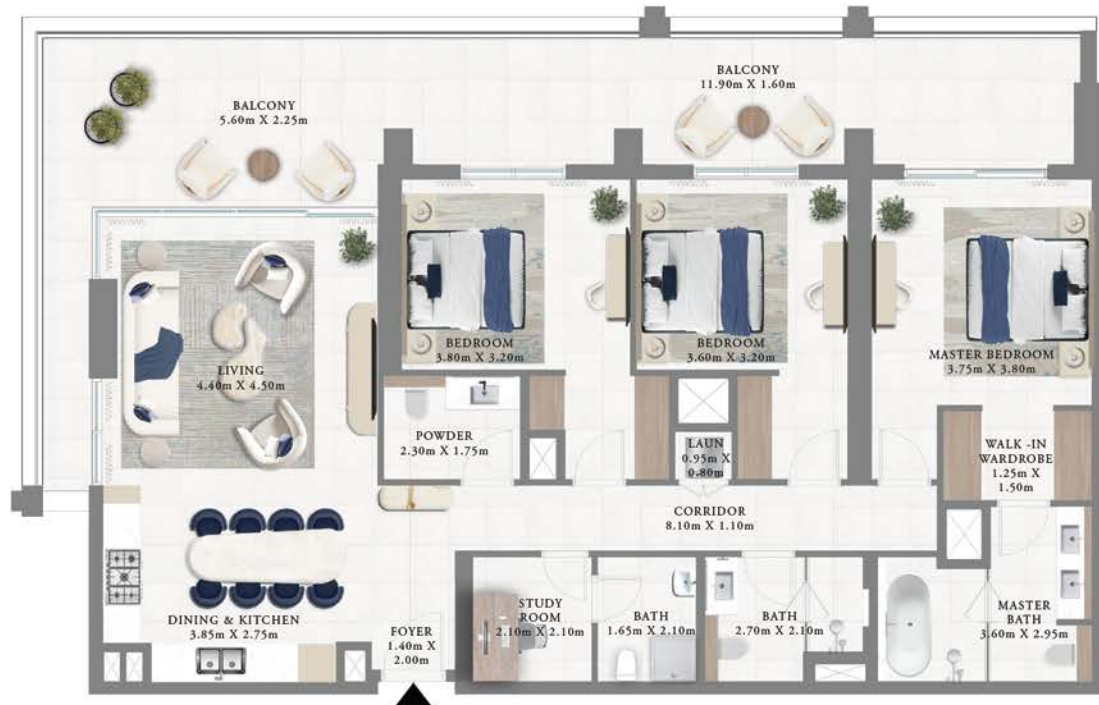 BALCONY
11.90m X 1.60m
BALCONY
5.60m X 2.25m
BEDROOM
3.80m X 3.20m
BEDROOM
3.60m X 3.20m
MASTER BEDROOM
3.75m X 3.80m
LIVING
4.40m X 4.50m
POWDER
2.30m X 1.75m
LAUN
0.95m X
0.80m
WALK -IN
WARDROBE
1.25m X
1.50m
CORRIDOR
8.10m X 1.10m
DINING & KITCHEN
3.85m X 2.75m
FOYER
1.40m X
2.00m
STUDY
ROOM
2.10m X 2.10m
BATH
1.65m X 2.10m
BATH
2.70m X 2.10m
MASTER
BATH
3.60m X 2.95m